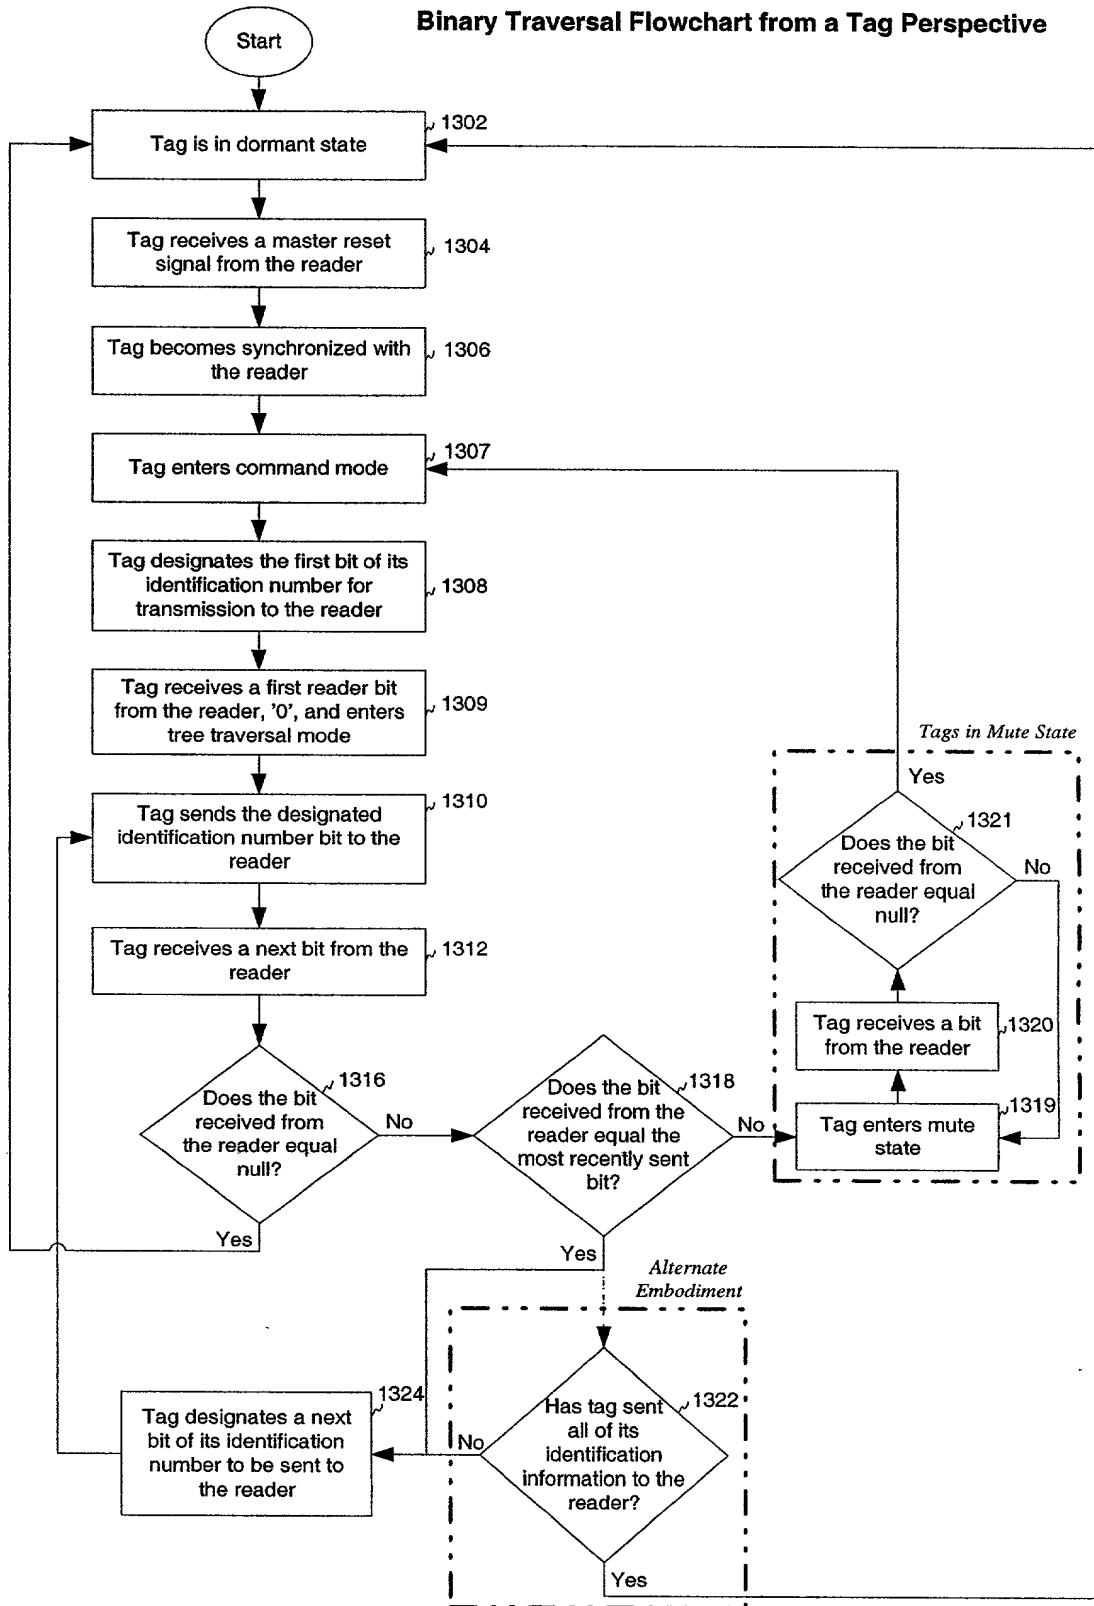 Binary Traversal Flowchart from a Tag Perspective
Start
1302
Tag is in dormant state
Tag receives a master reset
signal from the reader
1304
Tag becomes synchronized with
the reader
1306
1307
Tag enters command mode
Tag designates the first bit of its
identification number for
transmission to the reader
1308
Tag receives a first reader bit
from the reader, '0', and enters
tree traversal mode
1309
Tags in Mute State
Yes
1310
Tag sends the designated
identification number bit to the
reader
1321
Does the bit
received from
the reader equal
null?
No
Tag receives a next bit from the
reader
1312
Tag receives a bit
from the reader
1320
1316
Does the bit
received from
the reader equal
null?
No
Yes
1318
Does the bit
received from the
reader equal the
most recently sent
bit?
No
Yes
1319
Tag enters mute
state
Alternate
Embodiment
1324
Tag designates a next
bit of its identification
number to be sent to
the reader
1322
Has tag sent
all of its
identification
information to the
reader?
No
Yes